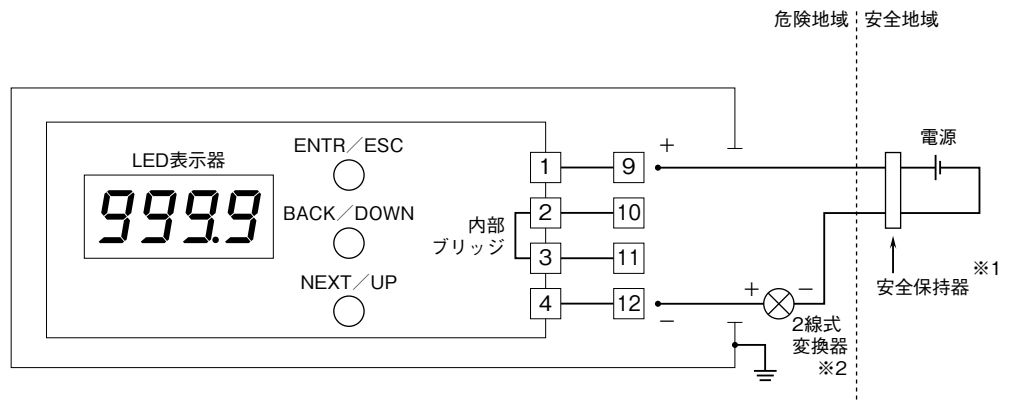 危険地域 安全地域
電源
LED表示器
999.9
ENTR／ESC
BACK／DOWN
NEXT／UP
内部
ブリッジ
1 9 +
2 10
3 11
4 12 −
+ −
2線式
変換器
※2
安全保持器 ※1